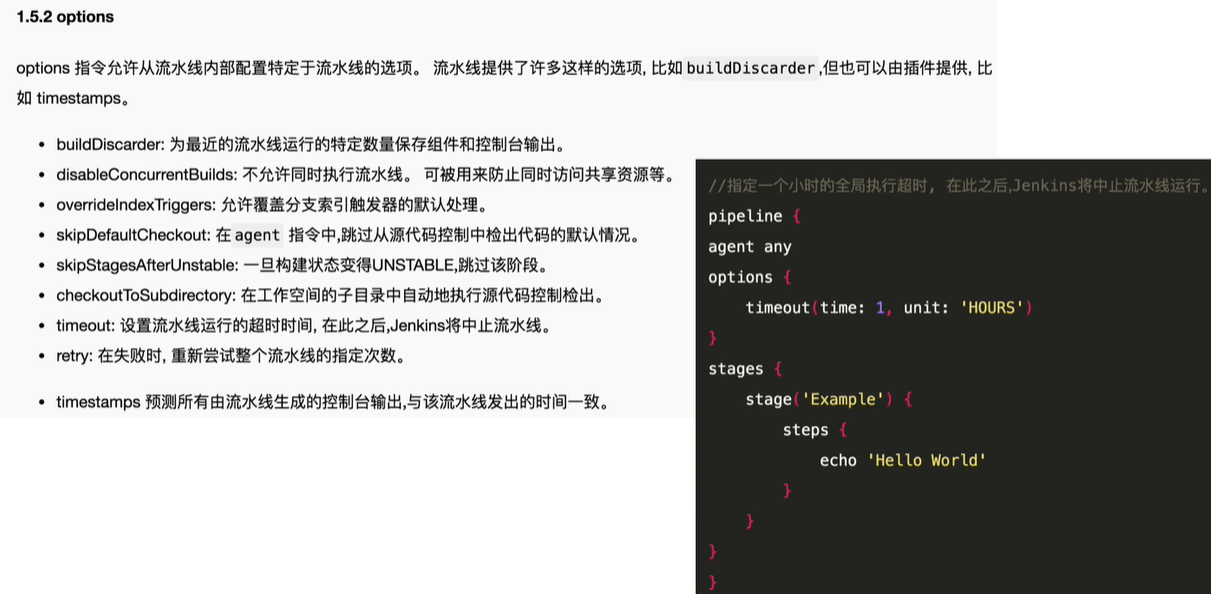 1.5.2 options
options 指令允许从流水线内部配置特定于流水线的选项。 流水线提供了许多这样的选项, 比如 buildDiscarder ,但也可以由插件提供, 比
如 timestamps。
• buildDiscarder: 为最近的流水线运行的特定数量保存组件和控制台输出。
• disableConcurrentBuilds: 不允许同时执行流水线。 可被用来防止同时访问共享资源等。
• overrideIndexTriggers: 允许覆盖分支索引触发器的默认处理。
• skipDefaultCheckout: 在 agent 指令中,跳过从源代码控制中检出代码的默认情况。
• skipStagesAfterUnstable: 一旦构建状态变得UNSTABLE,跳过该阶段。
• checkoutToSubdirectory: 在工作空间的子目录中自动地执行源代码控制检出。
• timeout: 设置流水线运行的超时时间, 在此之后,Jenkins将中止流水线。
• retry: 在失败时, 重新尝试整个流水线的指定次数。
• timestamps 预测所有由流水线生成的控制台输出,与该流水线发出的时间一致。
//指定一个小时的全局执行超时, 在此之后,Jenkins将中止流水线运行。
pipeline {
agent any
options {
    timeout(time: 1, unit: 'HOURS')
}
stages {
    stage('Example') {
        steps {
            echo 'Hello World'
        }
    }
}
}